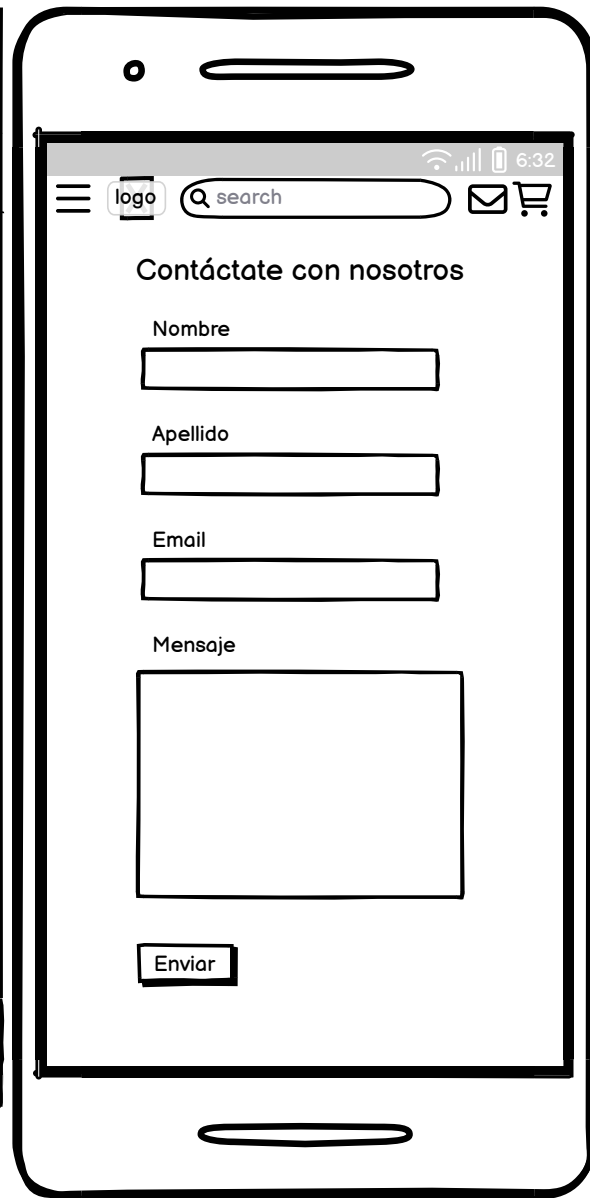 6:32
logo search
Contáctate con nosotros
Nombre
Apellido
Email
Mensaje
Enviar